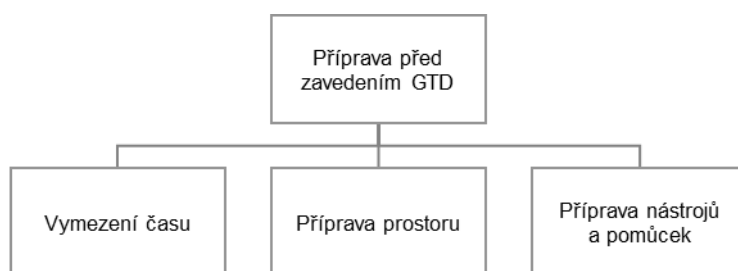 Příprava před
zavedením GTD
Vymezení času
Příprava prostoru
Příprava nástrojů
a pomůcek